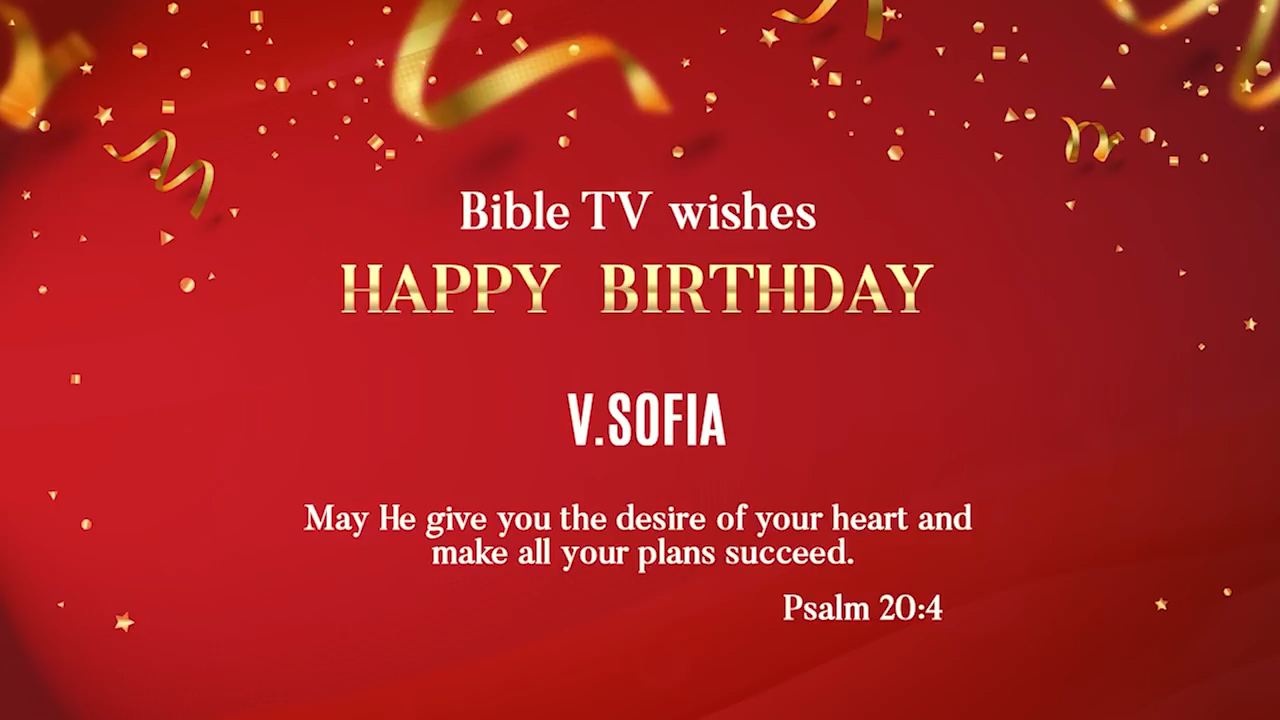 Bible TV wishes
HAPPY BIRTHDAY
V.SOFIA
May He give you the desire of your heart and
make all your plans succeed.
Psalm 20:4